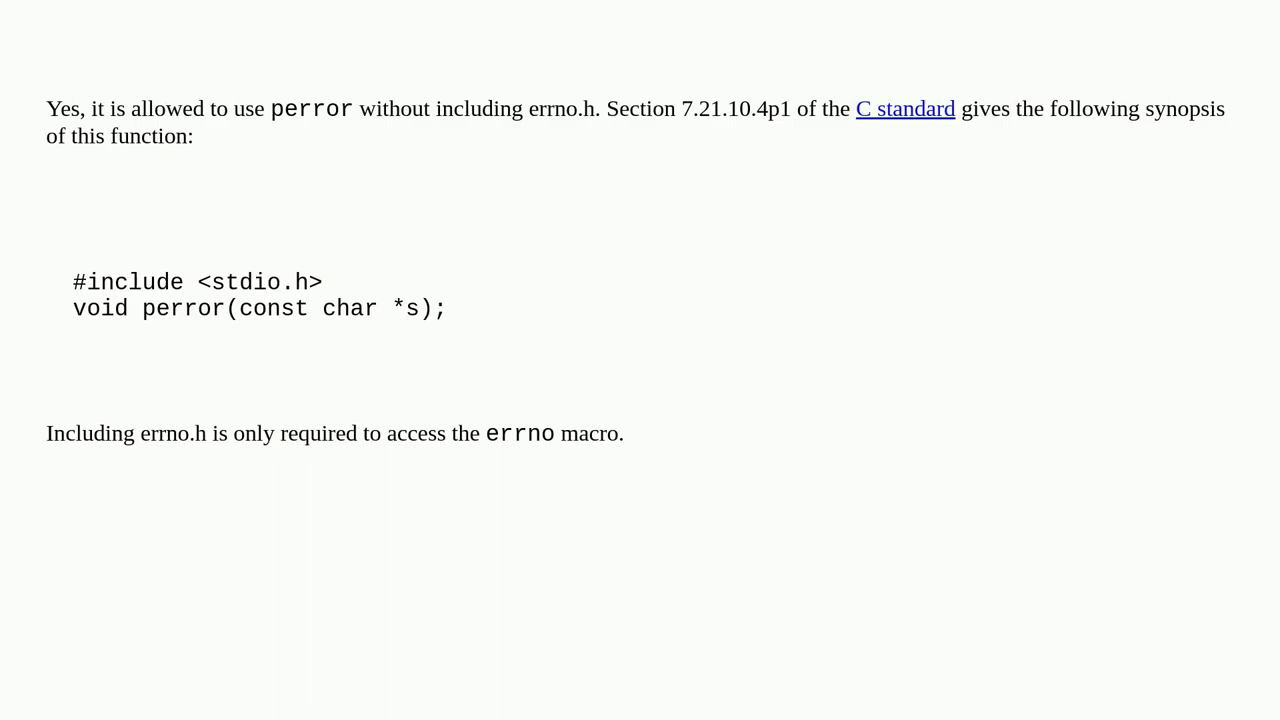 Yes, it is allowed to use perror without including errno.h. Section 7.21.10.4p1 of the C standard gives the following synopsis
of this function:
#include <stdio.h>
void perror(const char *s);
Including errno.h is only required to access the errno macro.